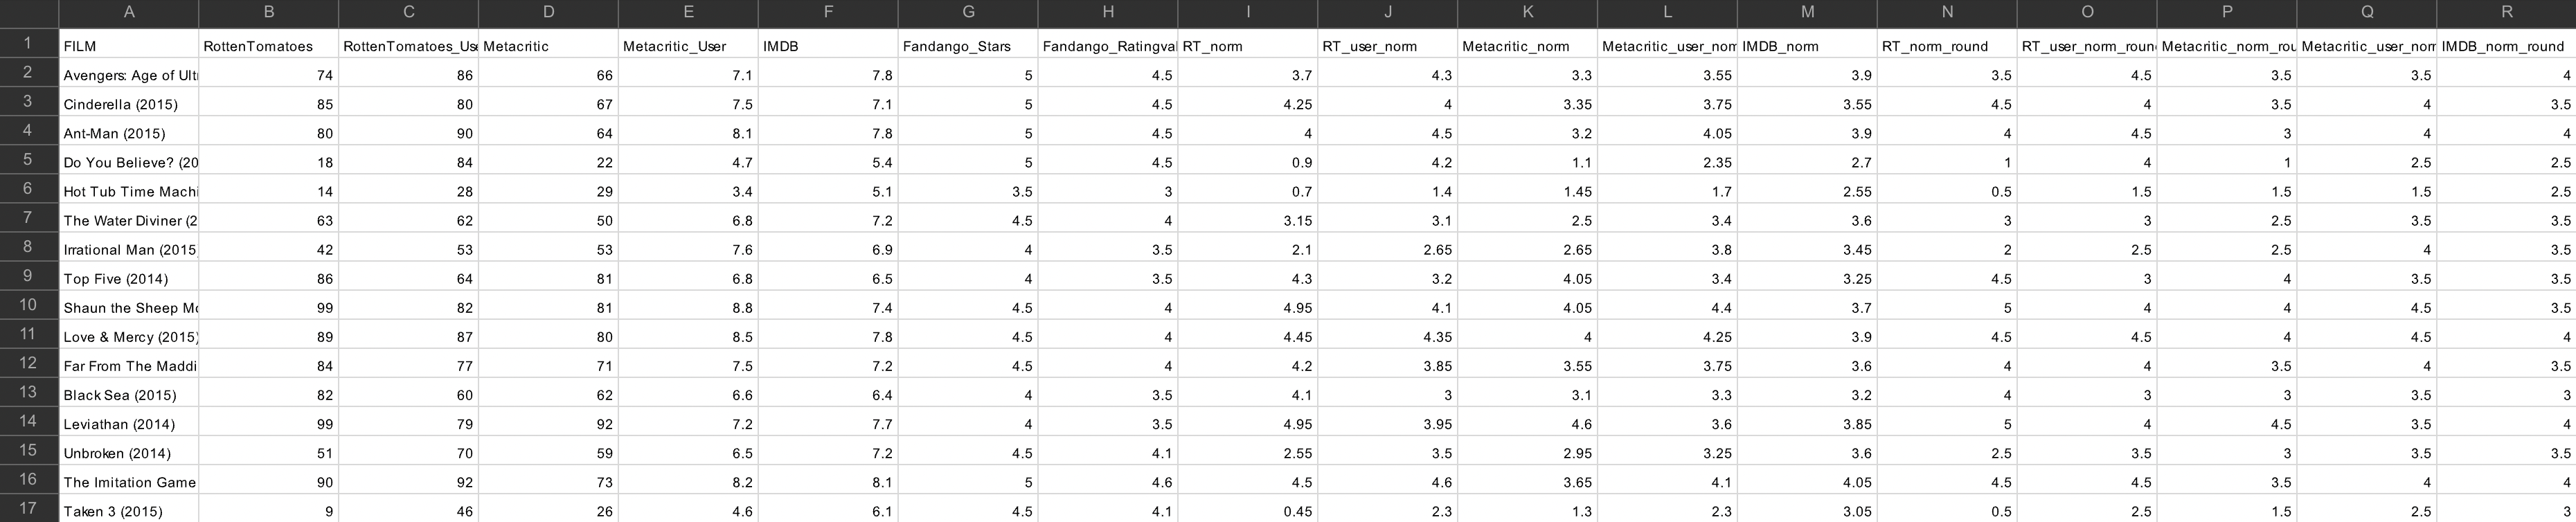 A B C D E F G H I J K L M N O P Q R
1 FILM RottenTomatoes RottenTomatoes_Use Metacritic Metacritic_User IMDB Fandango_Stars Fandango_Ratingval RT_norm RT_user_norm Metacritic_norm Metacritic_user_nor IMDB_norm RT_norm_round RT_user_norm_roun Metacritic_norm_rou Metacritic_user_nor IMDB_norm_round
2 Avengers: Age of Ult 74 86 66 7.1 7.8 5 4.5 3.7 4.3 3.3 3.55 3.9 3.5 4.5 3.5 3.5 4
3 Cinderella (2015) 85 80 67 7.5 7.1 5 4.5 4.25 4 3.35 3.75 3.55 4.5 4 3.5 4 3.5
4 Ant-Man (2015) 80 90 64 8.1 7.8 5 4.5 4 4.5 3.2 4.05 3.9 4 4.5 3 4 4
5 Do You Believe? (20 18 84 22 4.7 5.4 5 4.5 0.9 4.2 1.1 2.35 2.7 1 4 1 2.5 2.5
6 Hot Tub Time Machi 14 28 29 3.4 5.1 3.5 3 0.7 1.4 1.45 1.7 2.55 0.5 1.5 1.5 1.5 2.5
7 The Water Diviner (2 63 62 50 6.8 7.2 4.5 4 3.15 3.1 2.5 3.4 3.6 3 3 2.5 3.5 3.5
8 Irrational Man (2015 42 53 53 7.6 6.9 4 3.5 2.1 2.65 2.65 3.8 3.45 2 2.5 2.5 4 3.5
9 Top Five (2014) 86 64 81 6.8 6.5 4 3.5 4.3 3.2 4.05 3.4 3.25 4.5 3 4 3.5 3.5
10 Shaun the Sheep Mo 99 82 81 8.8 7.4 4.5 4 4.95 4.1 4.05 4.4 3.7 5 4 4 4.5 3.5
11 Love & Mercy (2015) 89 87 80 8.5 7.8 4.5 4 4.45 4.35 4 4.25 3.9 4.5 4.5 4 4.5 4
12 Far From The Maddi 84 77 71 7.5 7.2 4.5 4 4.2 3.85 3.55 3.75 3.6 4 4 3.5 4 3.5
13 Black Sea (2015) 82 60 62 6.6 6.4 4 3.5 4.1 3 3.1 3.3 3.2 4 3 3 3.5 3
14 Leviathan (2014) 99 79 92 7.2 7.7 4 3.5 4.95 3.95 4.6 3.6 3.85 5 4 4.5 3.5 4
15 Unbroken (2014) 51 70 59 6.5 7.2 4.5 4.1 2.55 3.5 2.95 3.25 3.6 2.5 3.5 3 3.5 3.5
16 The Imitation Game 90 92 73 8.2 8.1 5 4.6 4.5 4.6 3.65 4.1 4.05 4.5 4.5 3.5 4 4
17 Taken 3 (2015) 9 46 26 4.6 6.1 4.5 4.1 0.45 2.3 1.3 2.3 3.05 0.5 2.5 1.5 2.5 3